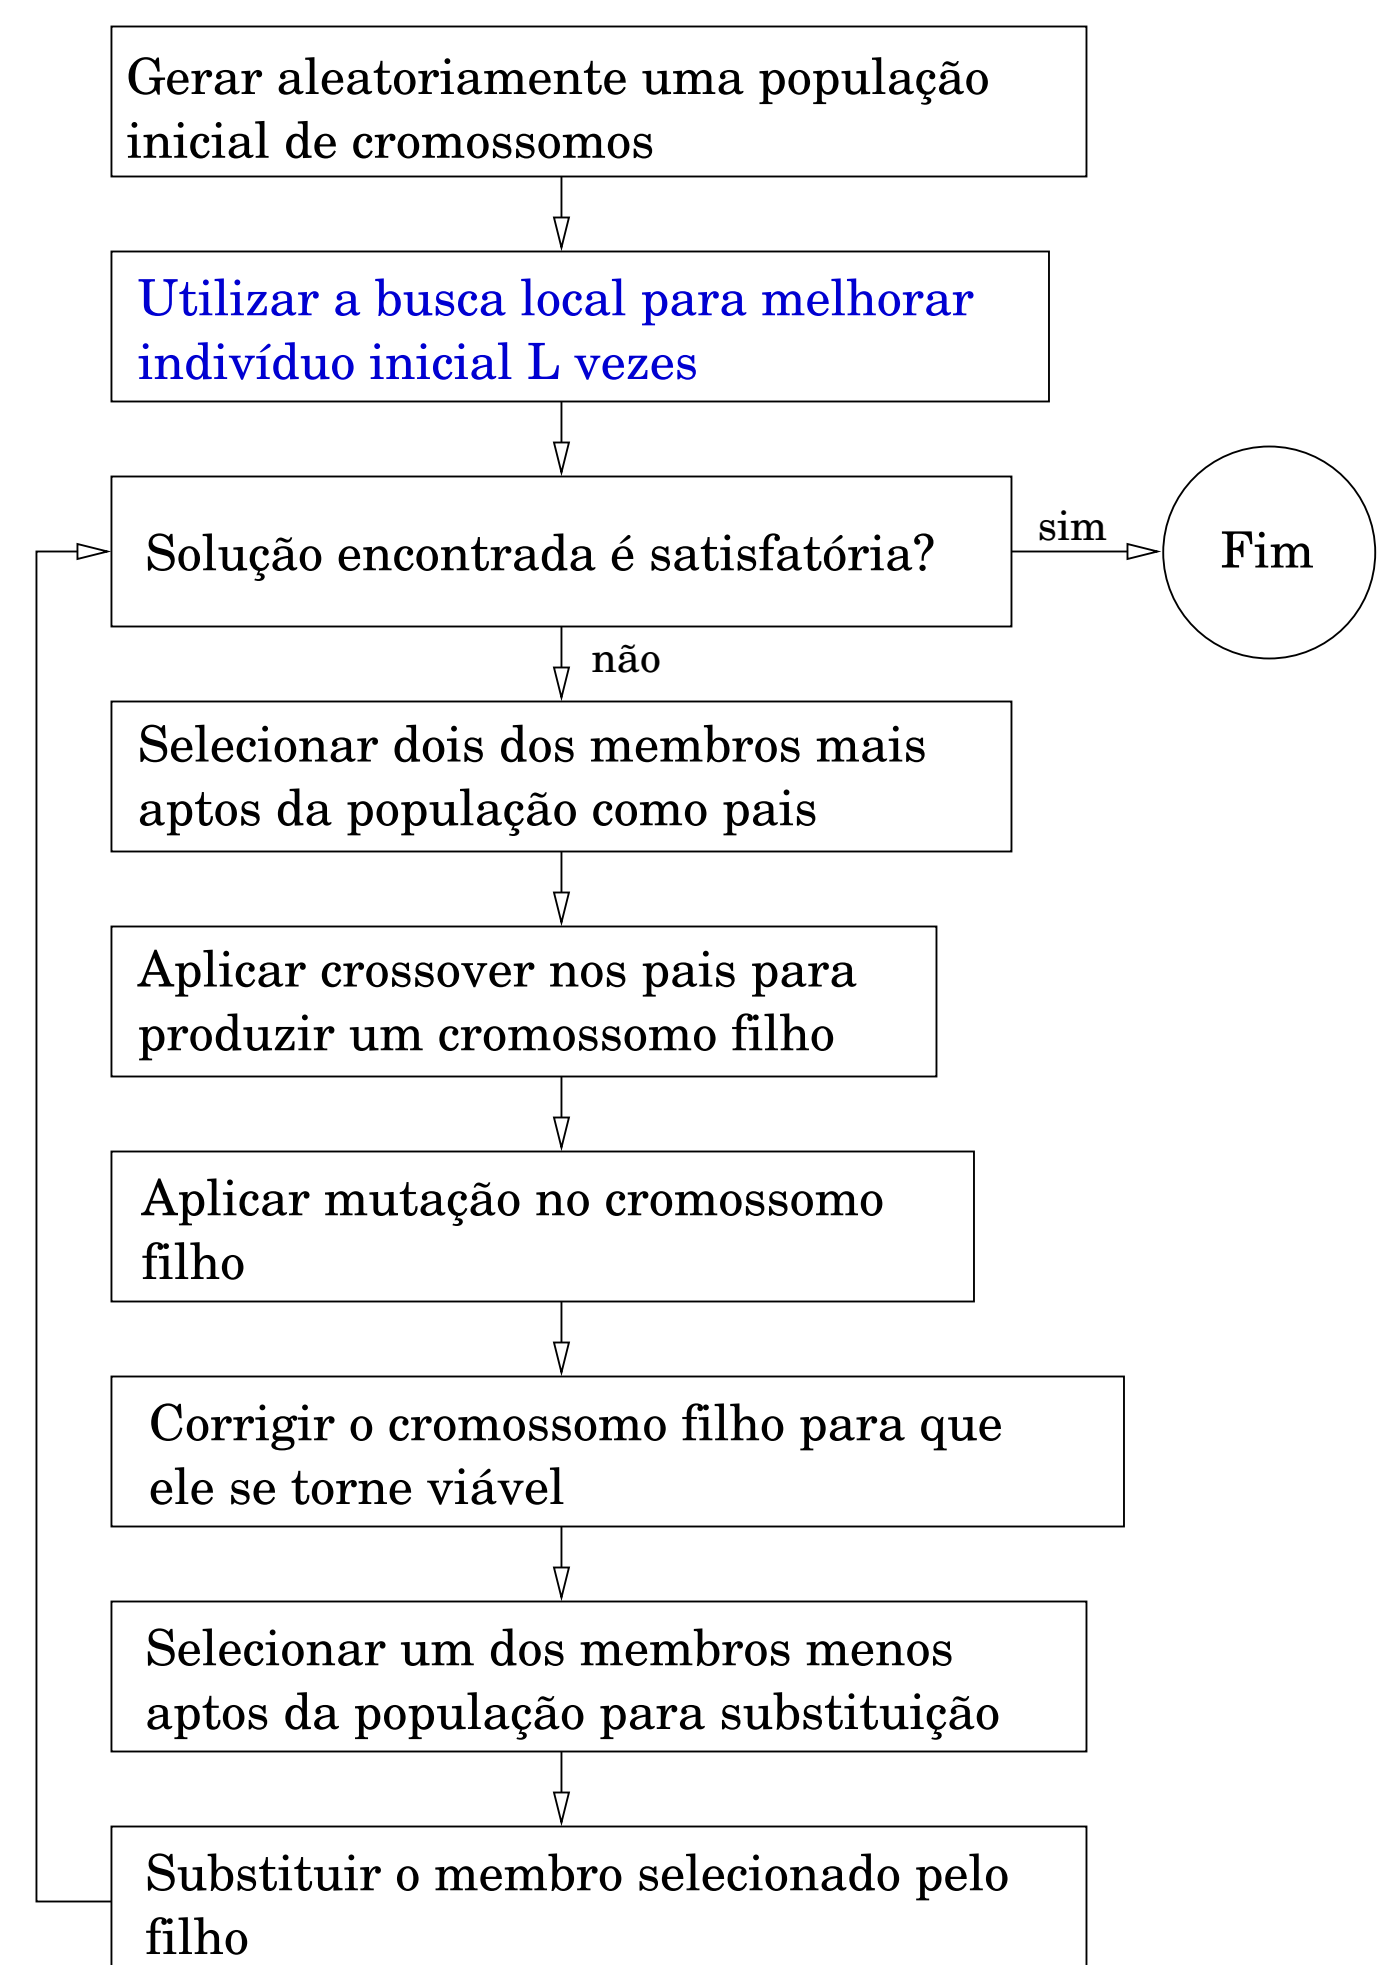 Gerar aleatoriamente uma população
inicial de cromossomos
Utilizar a busca local para melhorar
indivíduo inicial L vezes
Solução encontrada é satisfatória?
sim
Fim
não
Selecionar dois dos membros mais
aptos da população como pais
Aplicar crossover nos pais para
produzir um cromossomo filho
Aplicar mutação no cromossomo
filho
Corrigir o cromossomo filho para que
ele se torne viável
Selecionar um dos membros menos
aptos da população para substituição
Substituir o membro selecionado pelo
filho